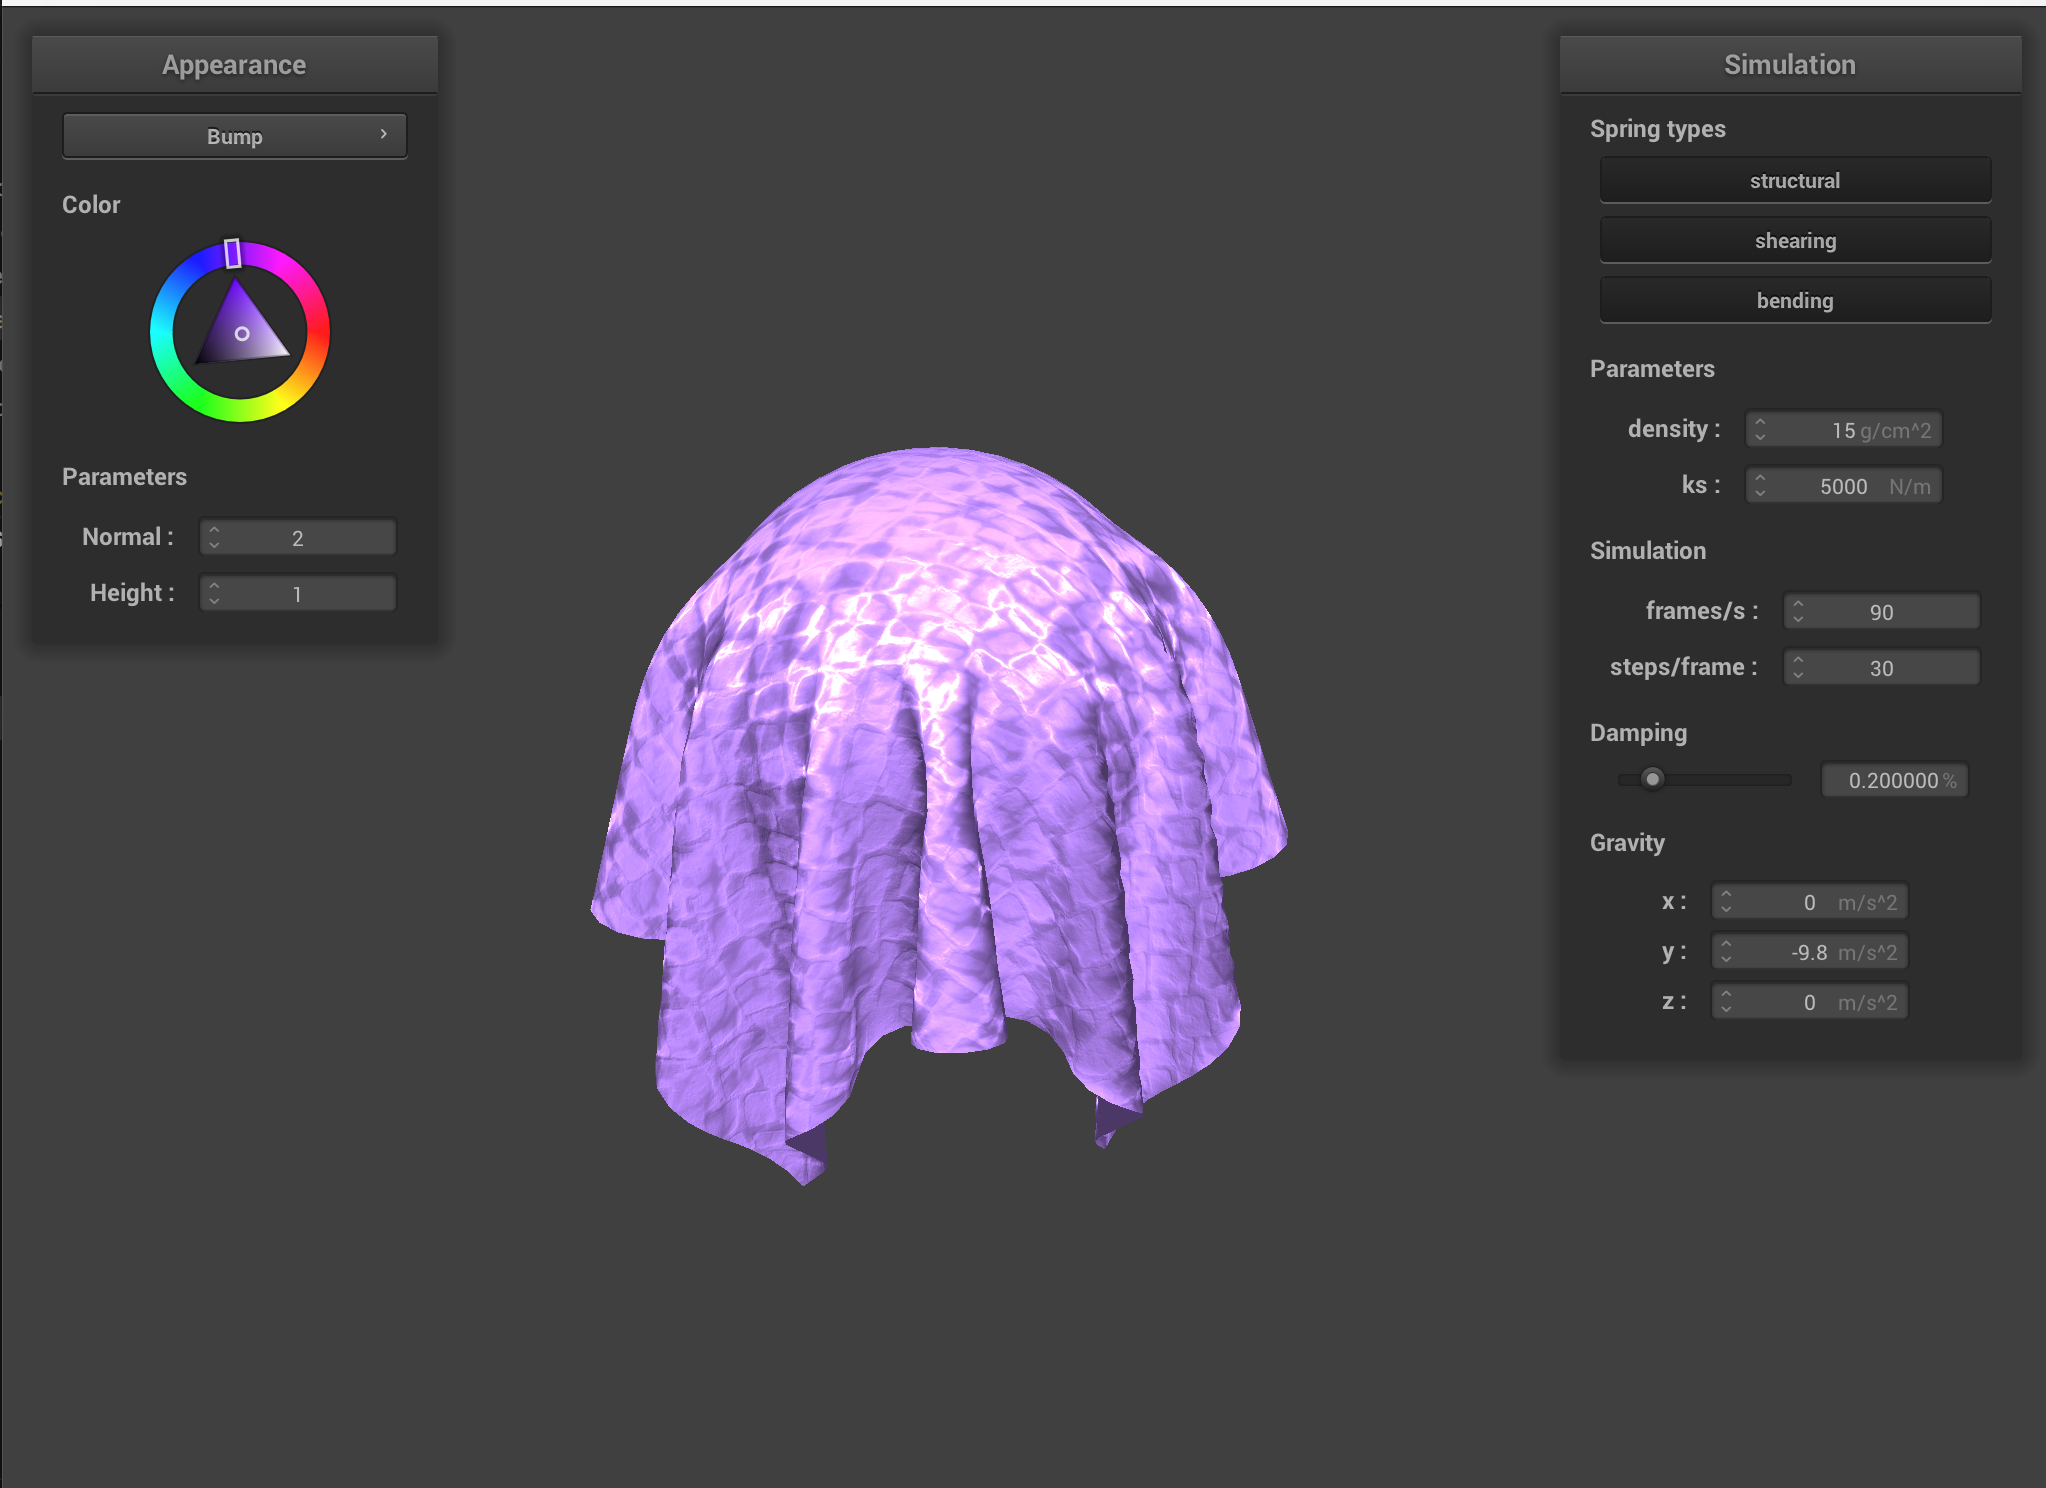 Appearance
Bump
Color
Parameters
Normal : 2
Height : 1
Simulation
Spring types
structural
shearing
bending
Parameters
density : 15 g/cm^2
ks : 5000 N/m
Simulation
frames/s : 90
steps/frame : 30
Damping
0.200000 %
Gravity
x : 0 m/s^2
y : -9.8 m/s^2
z : 0 m/s^2